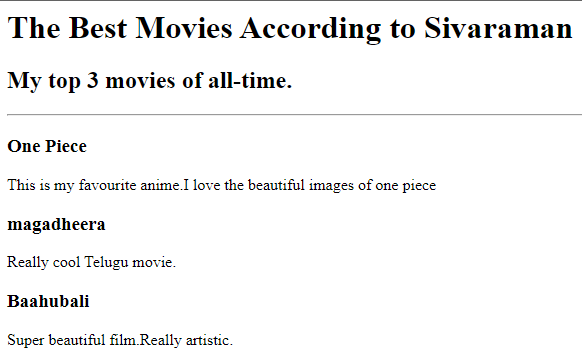 The Best Movies According to Sivaraman
My top 3 movies of all-time.
One Piece
This is my favourite anime.I love the beautiful images of one piece
magadheera
Really cool Telugu movie.
Baahubali
Super beautiful film.Really artistic.